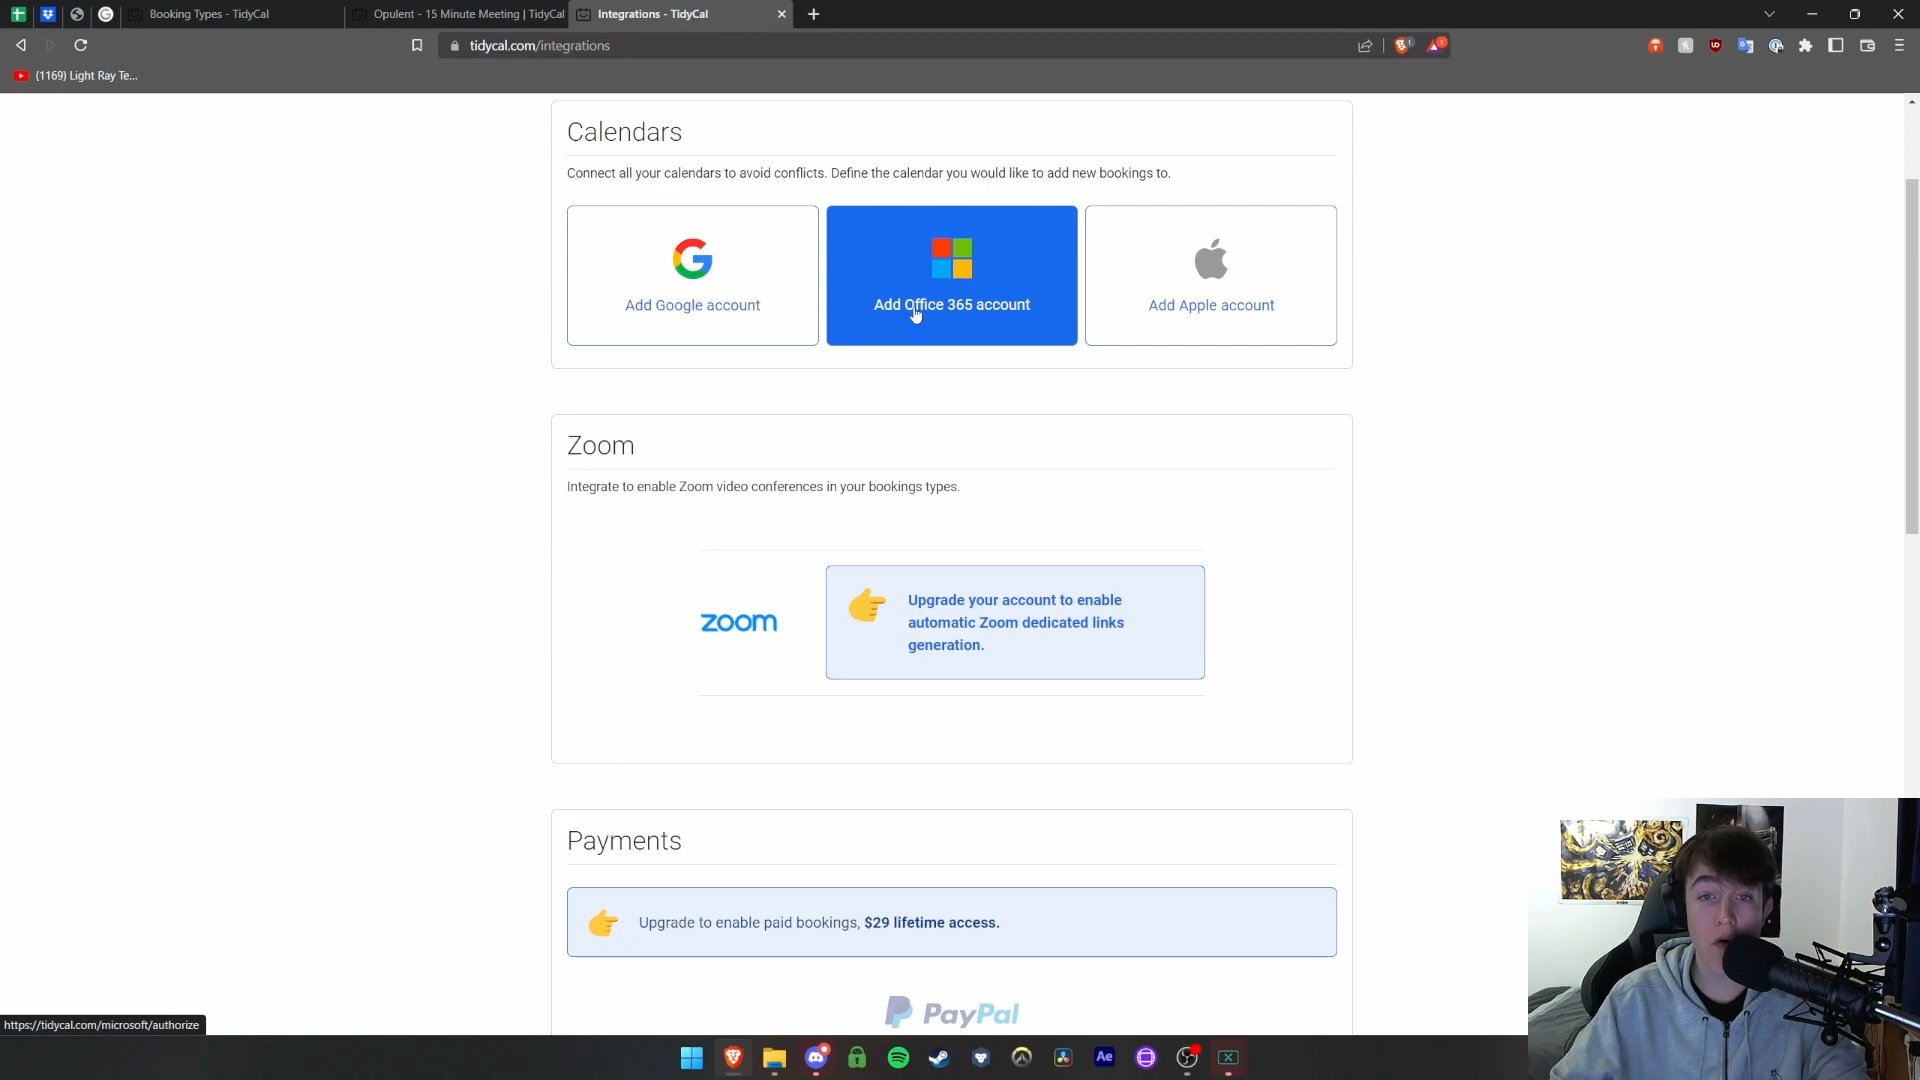 Booking Types - TidyCal
Opulent - 15 Minute Meeting | TidyCal
Integrations - TidyCal
tidycal.com/integrations
(1169) Light Ray Te...
Calendars
Connect all your calendars to avoid conflicts. Define the calendar you would like to add new bookings to.
Add Google account
Add Office 365 account
Add Apple account
Zoom
Integrate to enable Zoom video conferences in your bookings types.
zoom
Upgrade your account to enable
automatic Zoom dedicated links
generation.
Payments
Upgrade to enable paid bookings, $29 lifetime access.
PayPal
https://tidycal.com/microsoft/authorize
Ae